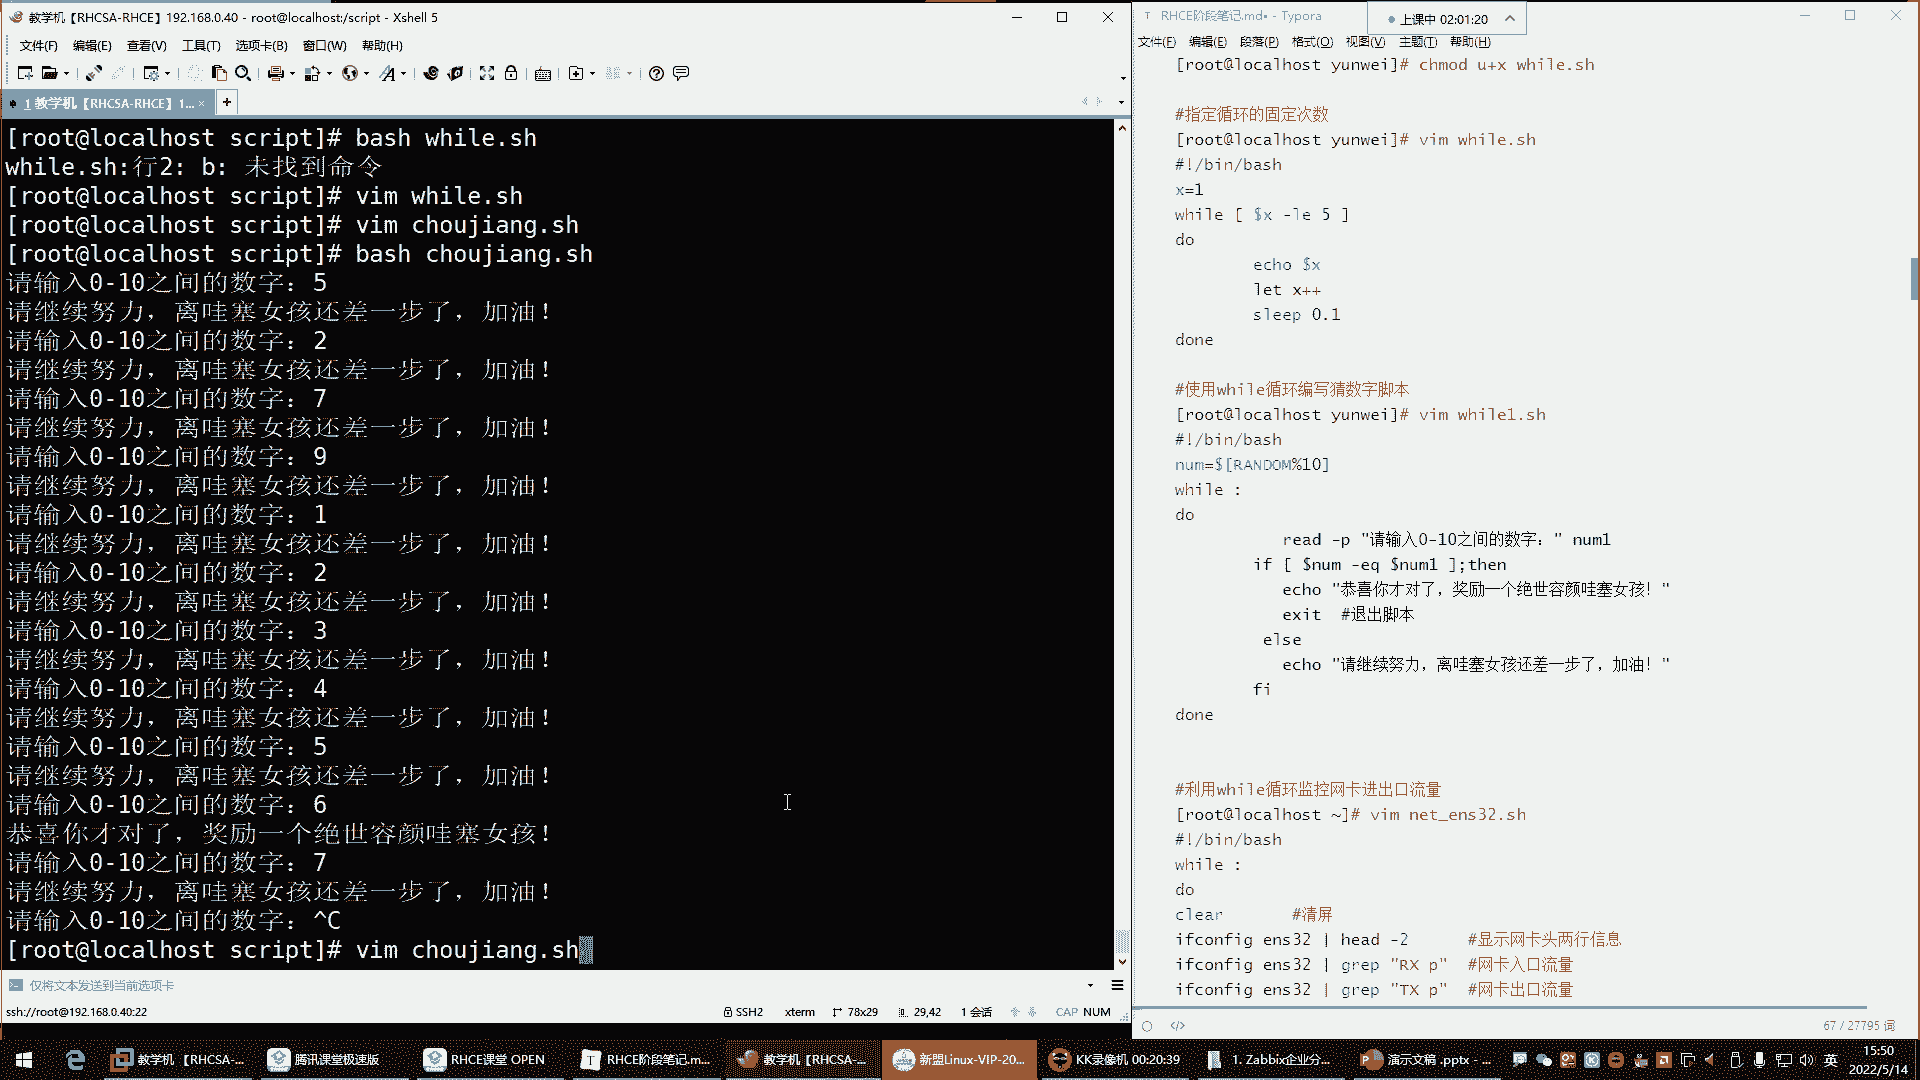 教学机【RHCSA-RHCE】192.168.0.40 - root@localhost:/script - Xshell 5
文件(F) 编辑(E) 查看(V) 工具(T) 选项卡(B) 窗口(W) 帮助(H)
1 教学机【RHCSA-RHCE】1...
[root@localhost script]# bash while.sh
while.sh:行2: b: 未找到命令
[root@localhost script]# vim while.sh
[root@localhost script]# vim choujiang.sh
[root@localhost script]# bash choujiang.sh
请输入0-10之间的数字：5
请继续努力，离哇塞女孩还差一步了，加油！
请输入0-10之间的数字：2
请继续努力，离哇塞女孩还差一步了，加油！
请输入0-10之间的数字：7
请继续努力，离哇塞女孩还差一步了，加油！
请输入0-10之间的数字：9
请继续努力，离哇塞女孩还差一步了，加油！
请输入0-10之间的数字：1
请继续努力，离哇塞女孩还差一步了，加油！
请输入0-10之间的数字：2
请继续努力，离哇塞女孩还差一步了，加油！
请输入0-10之间的数字：3
请继续努力，离哇塞女孩还差一步了，加油！
请输入0-10之间的数字：4
请继续努力，离哇塞女孩还差一步了，加油！
请输入0-10之间的数字：5
请继续努力，离哇塞女孩还差一步了，加油！
请输入0-10之间的数字：6
恭喜你才对了，奖励一个绝世容颜哇塞女孩！
请输入0-10之间的数字：7
请继续努力，离哇塞女孩还差一步了，加油！
请输入0-10之间的数字：^C
[root@localhost script]# vim choujiang.sh
仅将文本发送到当前选项卡
ssh://root@192.168.0.40:22 SSH2 xterm 78x29 29,42 1 会话 CAP NUM
RHCE阶段笔记.md• - Typora
上课中 02:01:20
文件(F) 编辑(E) 段落(P) 格式(O) 视图(V) 主题(T) 帮助(H)
[root@localhost yunwei]# chmod u+x while.sh
#指定循环的固定次数
[root@localhost yunwei]# vim while.sh
#!/bin/bash
x=1
while [ $x -le 5 ]
do
echo $x
let x++
sleep 0.1
done
#使用while循环编写猜数字脚本
[root@localhost yunwei]# vim while1.sh
#!/bin/bash
num=$[RANDOM%10]
while :
do
read -p "请输入0-10之间的数字：" num1
if [ $num -eq $num1 ];then
echo "恭喜你才对了，奖励一个绝世容颜哇塞女孩！"
exit #退出脚本
else
echo "请继续努力，离哇塞女孩还差一步了，加油！"
fi
done
#利用while循环监控网卡进出口流量
[root@localhost ~]# vim net_ens32.sh
#!/bin/bash
while :
do
clear #清屏
ifconfig ens32 | head -2 #显示网卡头两行信息
ifconfig ens32 | grep "RX p" #网卡入口流量
ifconfig ens32 | grep "TX p" #网卡出口流量
67 / 27795 词
教学机【RHCSA-... 腾讯课堂极速版 RHCE课堂 OPEN RHCE阶段笔记.m... 教学机【RHCSA-... 新盟Linux-VIP-20... KK录像机 00:20:39 1. Zabbix企业分... 演示文稿 .pptx - ... 英 15:50
2022/5/14